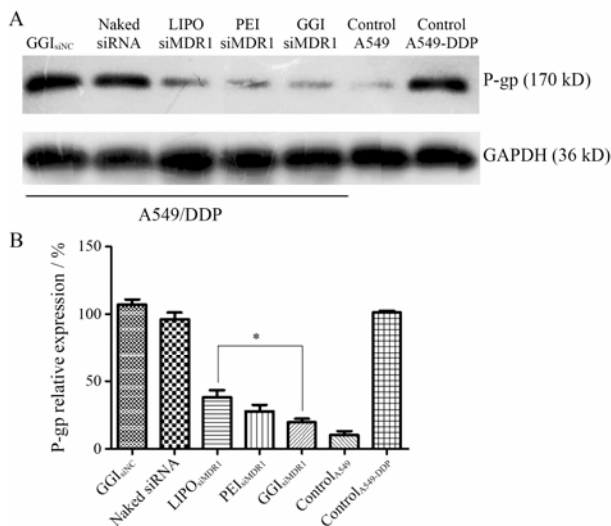 A
GGIsiNC
Naked siRNA
LIPO siMDR1
PEI siMDR1
GGI siMDR1
Control A549
Control A549-DDP
P-gp (170 kD)
GAPDH (36 kD)
A549/DDP
B
P-gp relative expression / %
150
100
50
0
*
GGIsiNC
Naked siRNA
LIPOsiMDR1
PEIsiMDR1
GGIsiMDR1
ControlA549
ControlA549-DDP